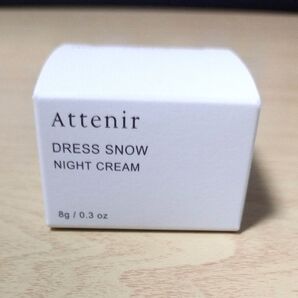 Attenir
DRESS SNOW
NIGHT CREAM
8g / 0.3 oz